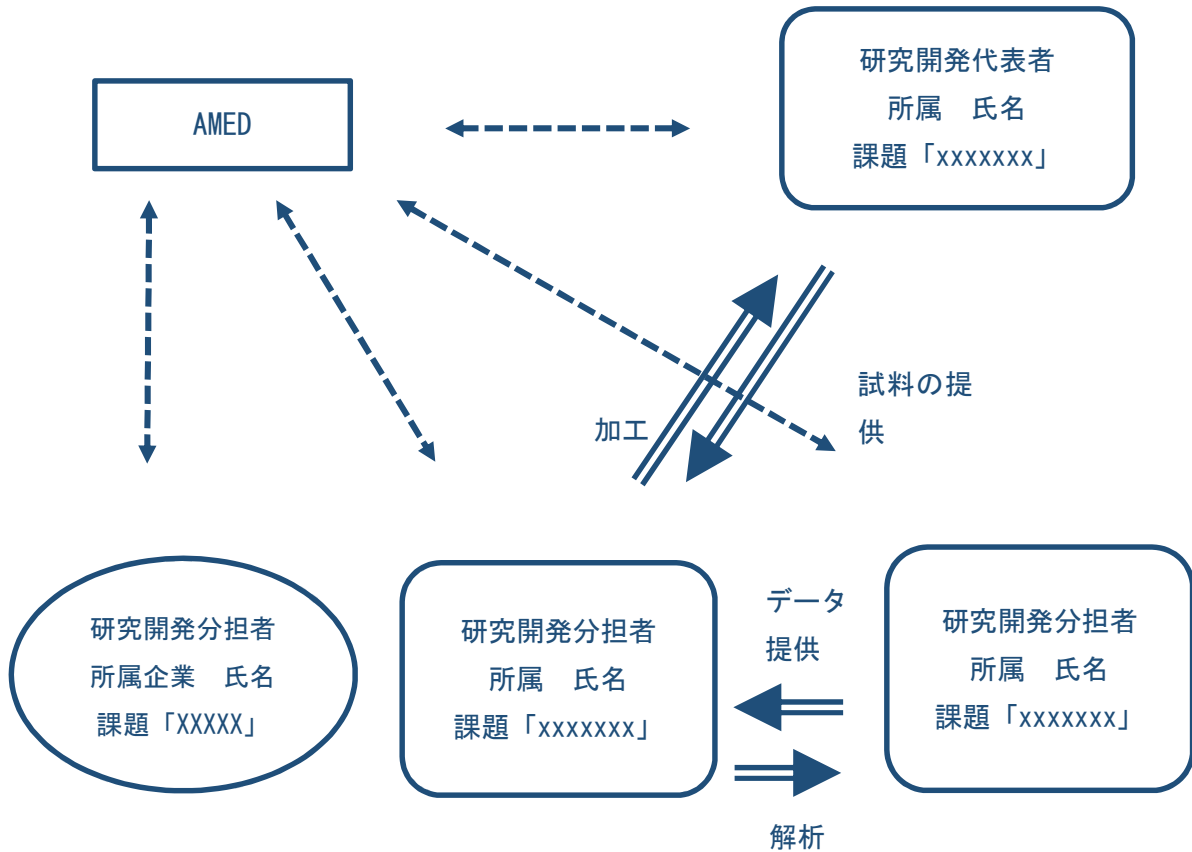 研究開発代表者
所属　氏名
課題「xxxxxxx」
AMED
試料の提
供
加工
データ
提供
研究開発分担者
所属企業　氏名
課題「XXXXX」
研究開発分担者
所属　氏名
課題「xxxxxxx」
研究開発分担者
所属　氏名
課題「xxxxxxx」
解析